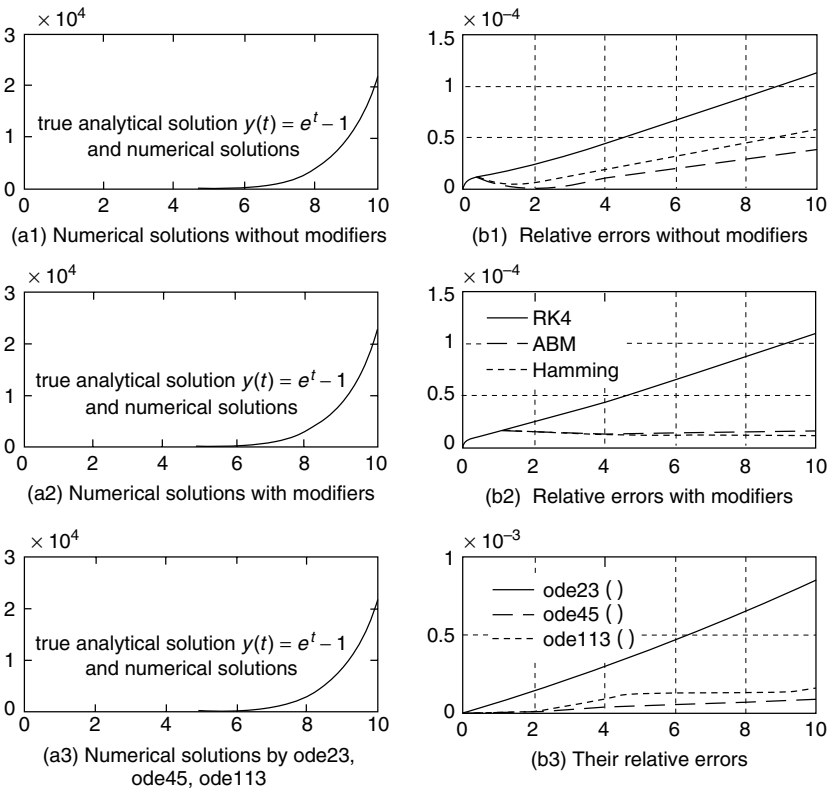 × 10⁴
3
2
1
0
true analytical solution y(t) = eᵗ – 1
and numerical solutions
0 2 4 6 8 10
(a1) Numerical solutions without modifiers
× 10⁻⁴
1.5
1
0.5
0
0 2 4 6 8 10
(b1) Relative errors without modifiers
× 10⁴
3
2
1
0
true analytical solution y(t) = eᵗ – 1
and numerical solutions
0 2 4 6 8 10
(a2) Numerical solutions with modifiers
× 10⁻⁴
1.5
1
0.5
0
RK4
ABM
Hamming
0 2 4 6 8 10
(b2) Relative errors with modifiers
× 10⁴
3
2
1
0
true analytical solution y(t) = eᵗ – 1
and numerical solutions
0 2 4 6 8 10
(a3) Numerical solutions by ode23,
ode45, ode113
× 10⁻³
1
0.5
0
ode23 ( )
ode45 ( )
ode113 ( )
0 2 4 6 8 10
(b3) Their relative errors